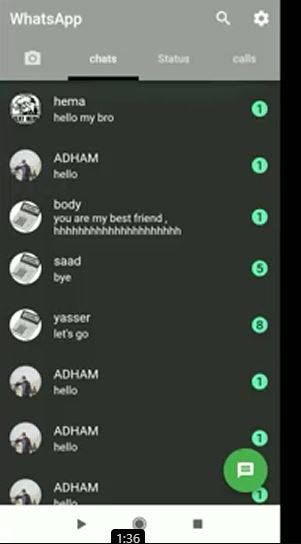 WhatsApp
chats
Status
calls
hema
hello my bro
1
ADHAM
hello
1
body
you are my best friend ,
hhhhhhhhhhhhhhhhhhhhh
1
saad
bye
5
yasser
let's go
8
ADHAM
hello
1
ADHAM
hello
1
ADHAM
hello
1
1:36